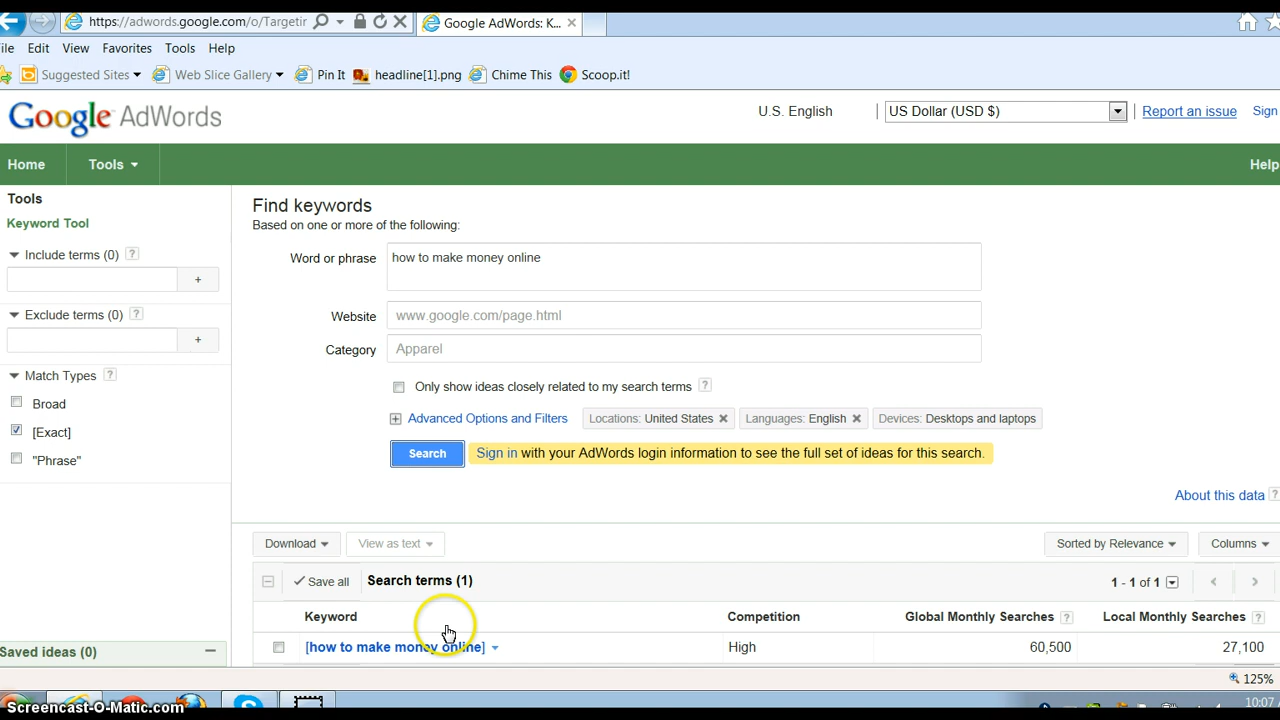 https://adwords.google.com/o/Targetir
Google AdWords: K...
ile Edit View Favorites Tools Help
Suggested Sites Web Slice Gallery Pin It headline[1].png Chime This Scoop.it!
Google AdWords
U.S. English US Dollar (USD $) Report an issue Sign
Home Tools Help
Tools
Keyword Tool
Include terms (0) ?
+
Exclude terms (0) ?
+
Match Types ?
Broad
[Exact]
"Phrase"
Find keywords
Based on one or more of the following:
Word or phrase how to make money online
Website www.google.com/page.html
Category Apparel
Only show ideas closely related to my search terms ?
Advanced Options and Filters Locations: United States Languages: English Devices: Desktops and laptops
Search Sign in with your AdWords login information to see the full set of ideas for this search.
About this data ?
Download View as text Sorted by Relevance Columns
Save all Search terms (1) 1 - 1 of 1
Keyword Competition Global Monthly Searches ? Local Monthly Searches ?
[how to make money online] High 60,500 27,100
Saved ideas (0)
125%
Screencast-O-Matic.com 10:07